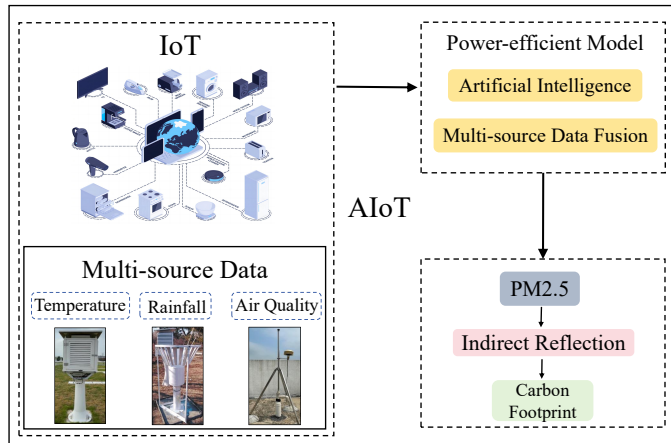 IoT
Multi-source Data
Temperature
Rainfall
Air Quality
AIoT
Power-efficient Model
Artificial Intelligence
Multi-source Data Fusion
PM2.5
Indirect Reflection
Carbon
Footprint